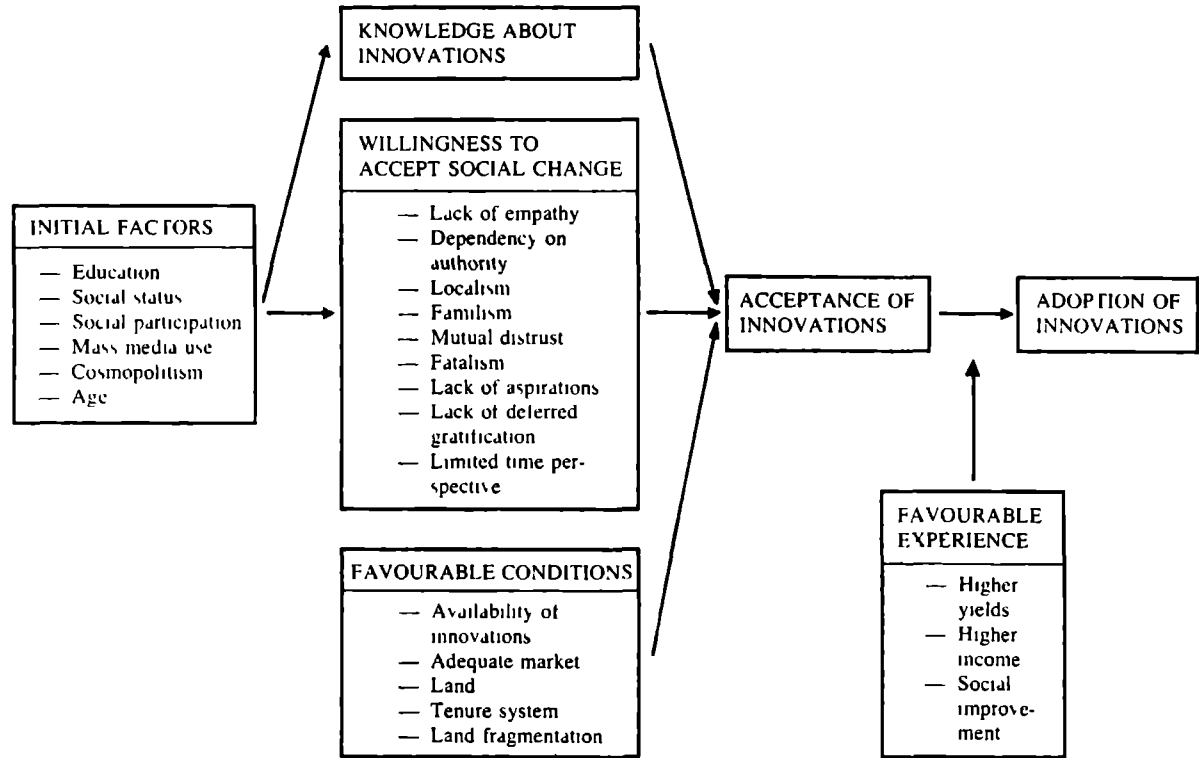 KNOWLEDGE ABOUT
INNOVATIONS
WILLINGNESS TO
ACCEPT SOCIAL CHANGE
— Lack of empathy
— Dependency on
authority
— Localism
— Familism
— Mutual distrust
— Fatalism
— Lack of aspirations
— Lack of deferred
gratification
— Limited time per-
spective
INITIAL FACTORS
— Education
— Social status
— Social participation
— Mass media use
— Cosmopolitism
— Age
FAVOURABLE CONDITIONS
— Availability of
innovations
— Adequate market
— Land
— Tenure system
— Land fragmentation
ACCEPTANCE OF
INNOVATIONS
ADOPTION OF
INNOVATIONS
FAVOURABLE
EXPERIENCE
— Higher
yields
— Higher
income
— Social
improve-
ment